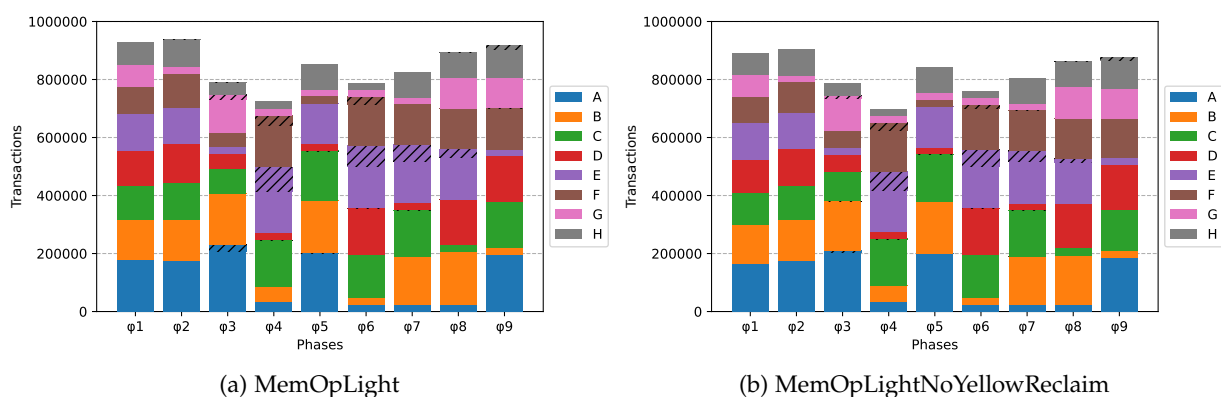 1000000
800000
600000
400000
200000
0
Transactions
φ1 φ2 φ3 φ4 φ5 φ6 φ7 φ8 φ9
Phases
A
B
C
D
E
F
G
H
(a) MemOpLight
1000000
800000
600000
400000
200000
0
Transactions
φ1 φ2 φ3 φ4 φ5 φ6 φ7 φ8 φ9
Phases
A
B
C
D
E
F
G
H
(b) MemOpLightNoYellowReclaim